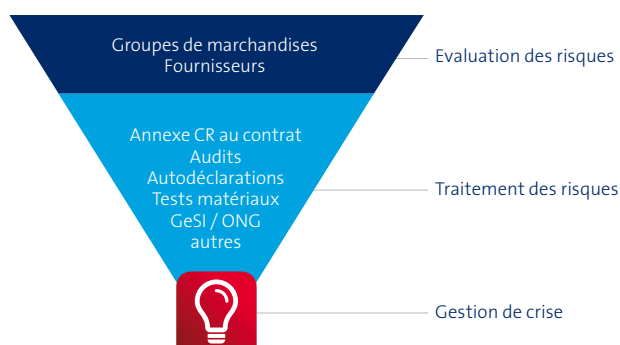 Groupes de marchandises
Fournisseurs
Evaluation des risques
Annexe CR au contrat
Audits
Autodéclarations
Tests matériaux
GeSI / ONG
autres
Traitement des risques
Gestion de crise